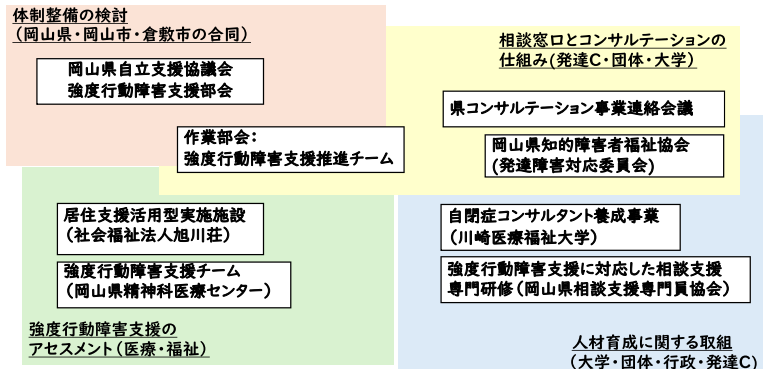 体制整備の検討
（岡山県・岡山市・倉敷市の合同）
岡山県自立支援協議会
強度行動障害支援部会
作業部会：
強度行動障害支援推進チーム
相談窓口とコンサルテーションの
仕組み(発達C・団体・大学）
県コンサルテーション事業連絡会議
岡山県知的障害者福祉協会
(発達障害対応委員会)
居住支援活用型実施施設
（社会福祉法人旭川荘）
強度行動障害支援チーム
（岡山県精神科医療センター）
強度行動障害支援の
アセスメント（医療・福祉）
自閉症コンサルタント養成事業
（川崎医療福祉大学）
強度行動障害支援に対応した相談支援
専門研修（岡山県相談支援専門員協会）
人材育成に関する取組
（大学・団体・行政・発達C)